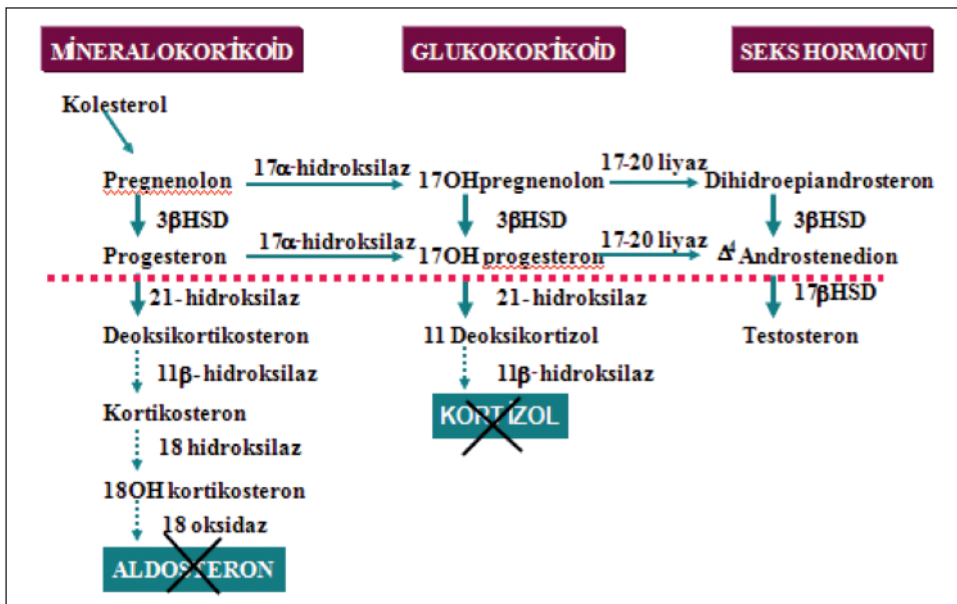 MİNERALOKORİKOİD GLUKOKORİKOİD SEKS HORMONU
Kolesterol
17α-hidroksilaz 17-20 liyaz
Pregnenolon 17OHpregnenolon Dihidroepiandrosteron
3βHSD 3βHSD 3βHSD
17α-hidroksilaz 17-20 liyaz
Progesteron 17OH progesteron Δ4 Androstenedion
21- hidroksilaz 21- hidroksilaz 17βHSD
Deoksikortikosteron 11 Deoksikortizol Testosteron
11β- hidroksilaz 11β- hidroksilaz
Kortikosteron KORTİZOL
18 hidroksilaz
18OH kortikosteron
18 oksidaz
ALDOSTERON